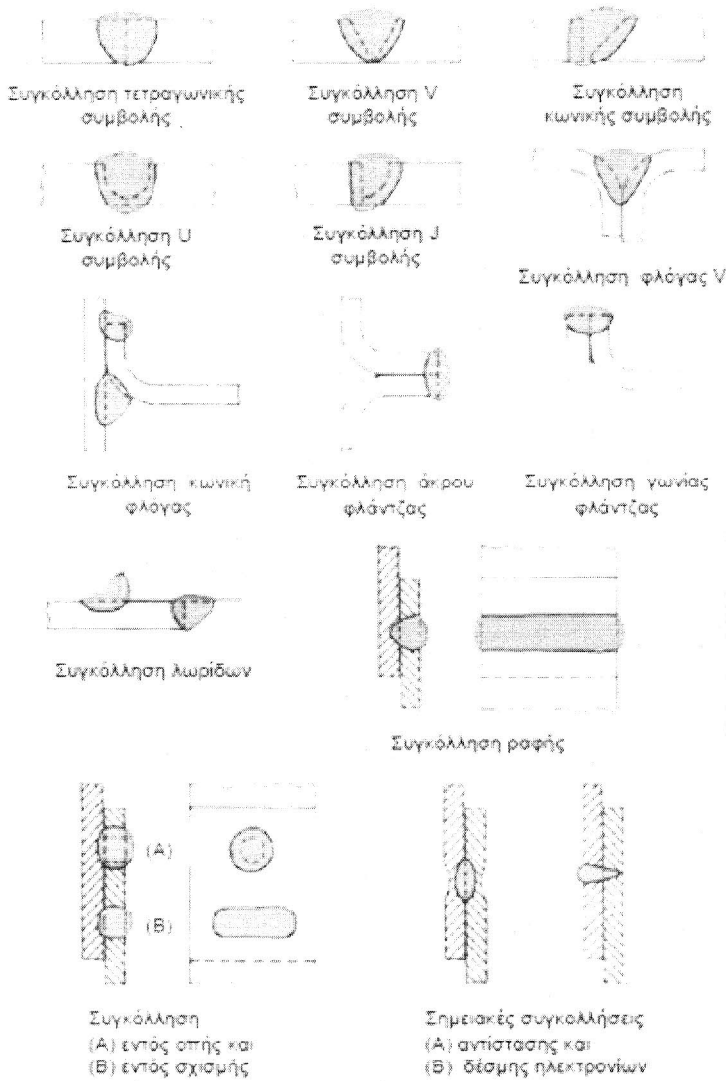 Συγκόλληση τετραγωνικής
συμβολής
Συγκόλληση V
συμβολής
Συγκόλληση
κωνικής συμβολής
Συγκόλληση U
συμβολής
Συγκόλληση J
συμβολής
Συγκόλληση φλόγας V
Συγκόλληση κωνική
φλόγας
Συγκόλληση άκρου
φλάντζας
Συγκόλληση γωνίας
φλάντζας
Συγκόλληση λωρίδων
Συγκόλληση ραφής
(A)
(B)
Συγκόλληση
(A) εντός οπής και
(B) εντός σχισμής
Σημειακές συγκολλήσεις
(A) αντίστασης και
(B) δέσμης ηλεκτρονίων